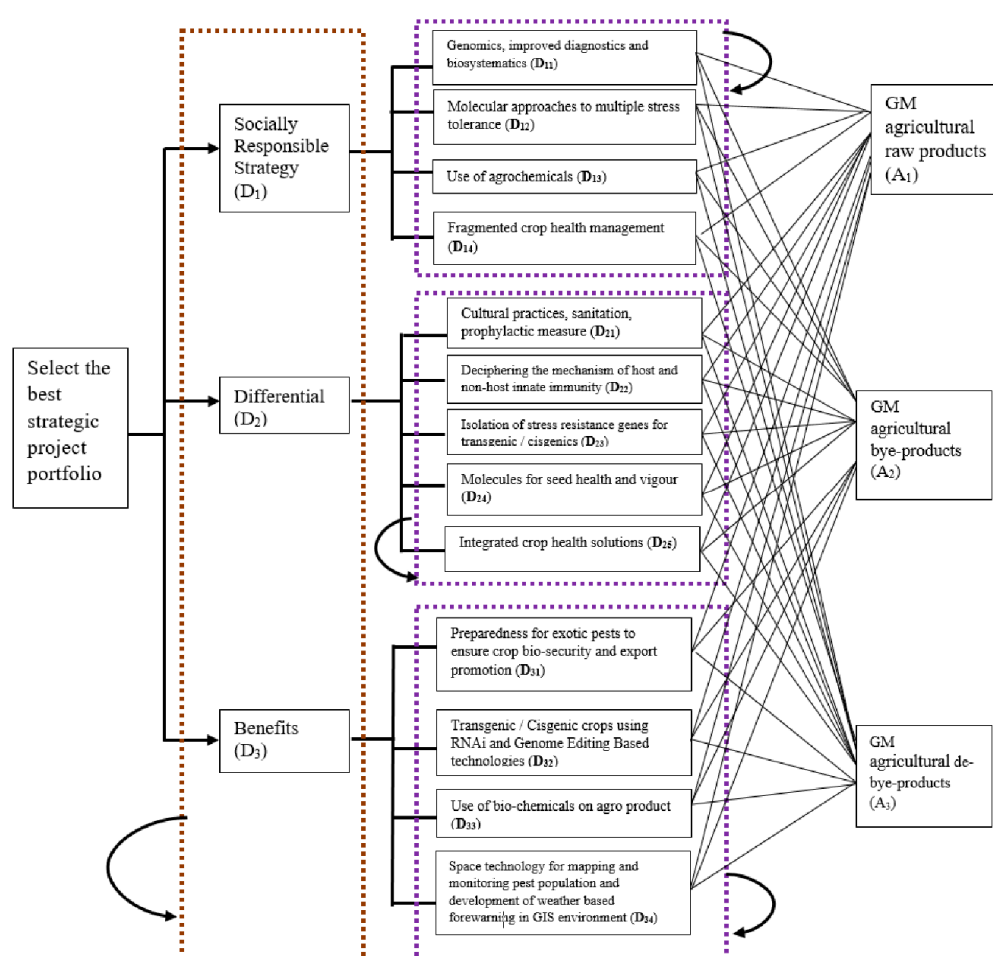 Select the
best
strategic
project
portfolio
Socially
Responsible
Strategy
(D1)
Differential
(D2)
Benefits
(D3)
Genomics, improved diagnostics and
biosystematics (D11)
Molecular approaches to multiple stress
tolerance (D12)
Use of agrochemicals (D13)
Fragmented crop health management
(D14)
Cultural practices, sanitation,
prophylactic measure (D21)
Deciphering the mechanism of host and
non-host innate immunity (D22)
Isolation of stress resistance genes for
transgenic / cisgenics (D23)
Molecules for seed health and vigour
(D24)
Integrated crop health solutions (D25)
Preparedness for exotic pests to
ensure crop bio-security and export
promotion (D31)
Transgenic / Cisgenic crops using
RNAi and Genome Editing Based
technologies (D32)
Use of bio-chemicals on agro product
(D33)
Space technology for mapping and
monitoring pest population and
development of weather based
forewarning in GIS environment (D34)
GM
agricultural
raw products
(A1)
GM
agricultural
bye-products
(A2)
GM
agricultural de-
bye-products
(A3)